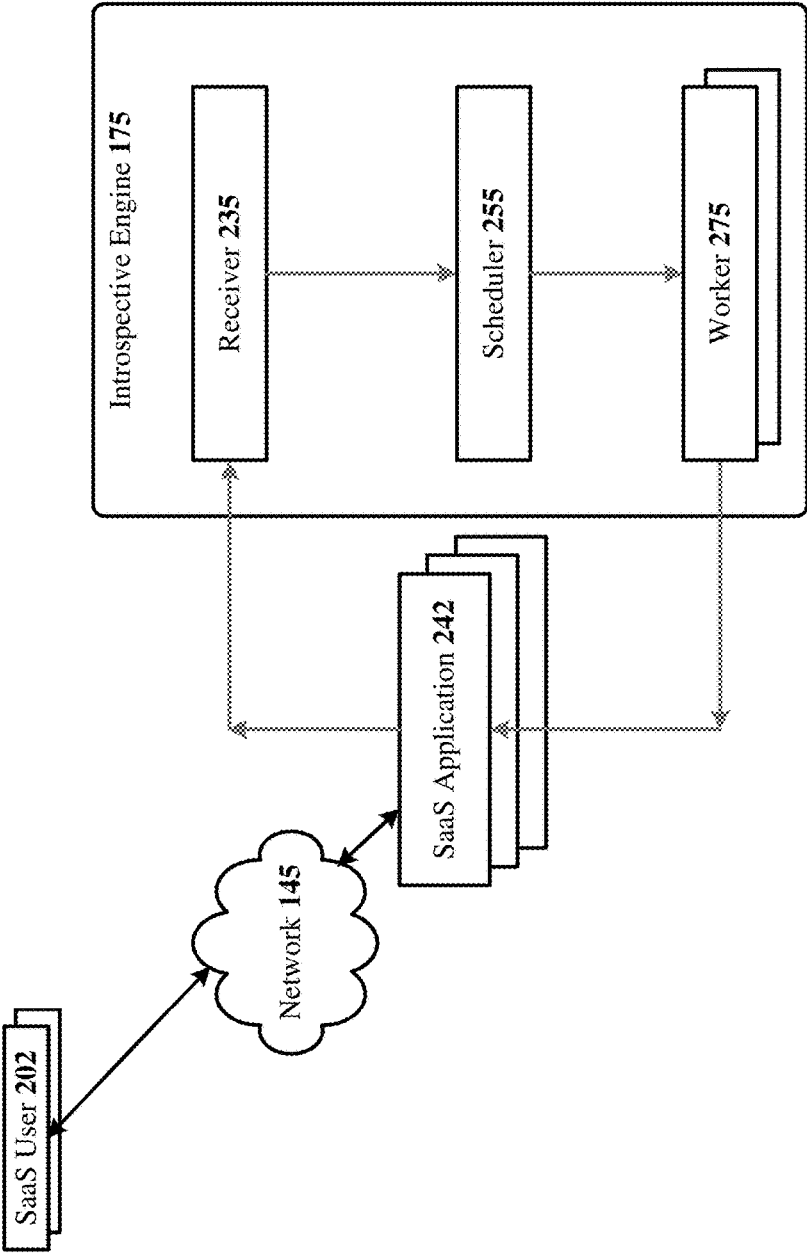 SaaS User 202
Network 145
SaaS Application 242
Introspective Engine 175
Receiver 235
Scheduler 255
Worker 275